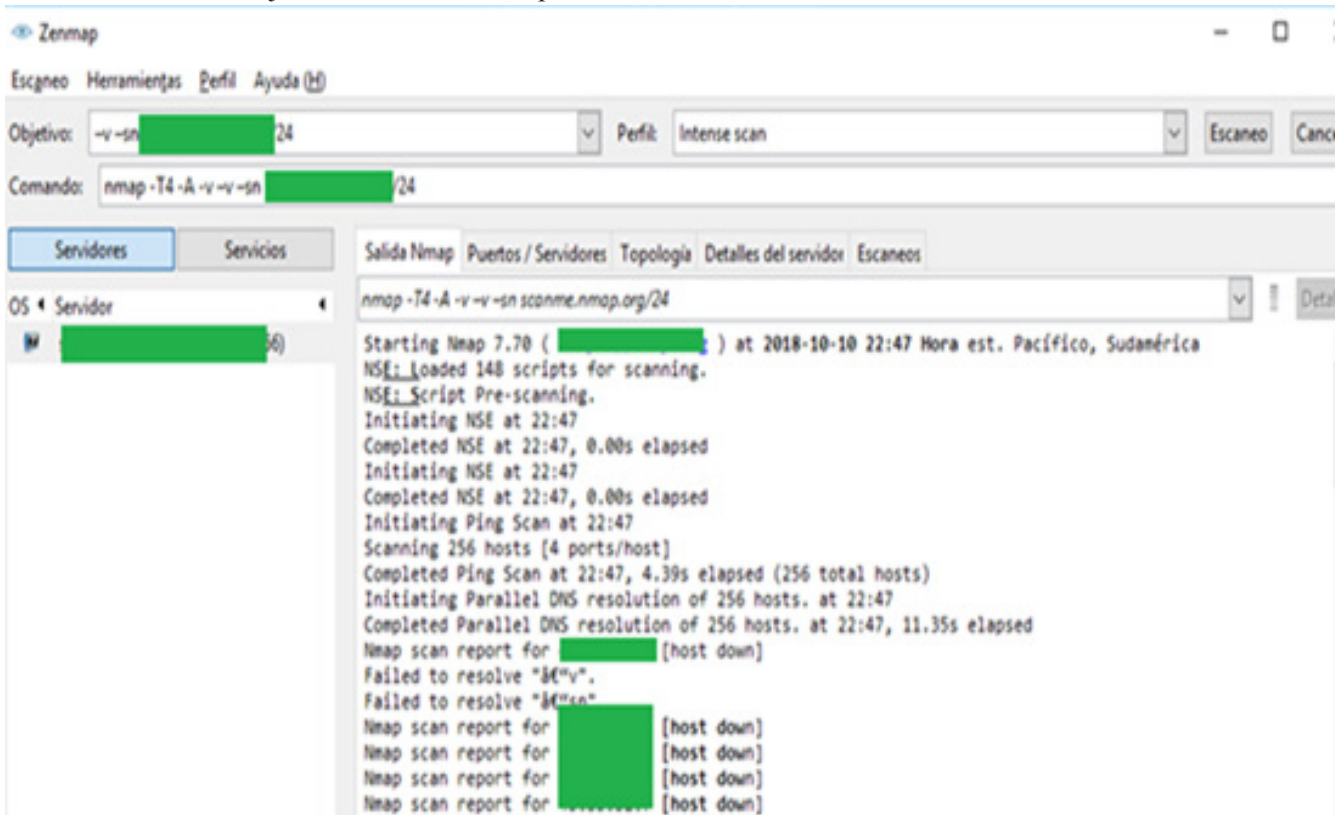 Zenmap
Escaneo Herramientas Perfil Ayuda (H)
Objetivo: –v –sn /24 Perfil: Intense scan Escaneo
Comando: nmap -T4 -A -v –v –sn /24
Servidores Servicios Salida Nmap Puertos / Servidores Topología Detalles del servidor Escaneos
OS Servidor nmap -T4 -A -v –v –sn scanme.nmap.org/24
Starting Nmap 7.70 ( ) at 2018-10-10 22:47 Hora est. Pacífico, Sudamérica
NSE: Loaded 148 scripts for scanning.
NSE: Script Pre-scanning.
Initiating NSE at 22:47
Completed NSE at 22:47, 0.00s elapsed
Initiating NSE at 22:47
Completed NSE at 22:47, 0.00s elapsed
Initiating Ping Scan at 22:47
Scanning 256 hosts [4 ports/host]
Completed Ping Scan at 22:47, 4.39s elapsed (256 total hosts)
Initiating Parallel DNS resolution of 256 hosts. at 22:47
Completed Parallel DNS resolution of 256 hosts. at 22:47, 11.35s elapsed
Nmap scan report for [host down]
Failed to resolve "â€“v".
Failed to resolve "â€“sn"
Nmap scan report for [host down]
Nmap scan report for [host down]
Nmap scan report for [host down]
Nmap scan report for [host down]